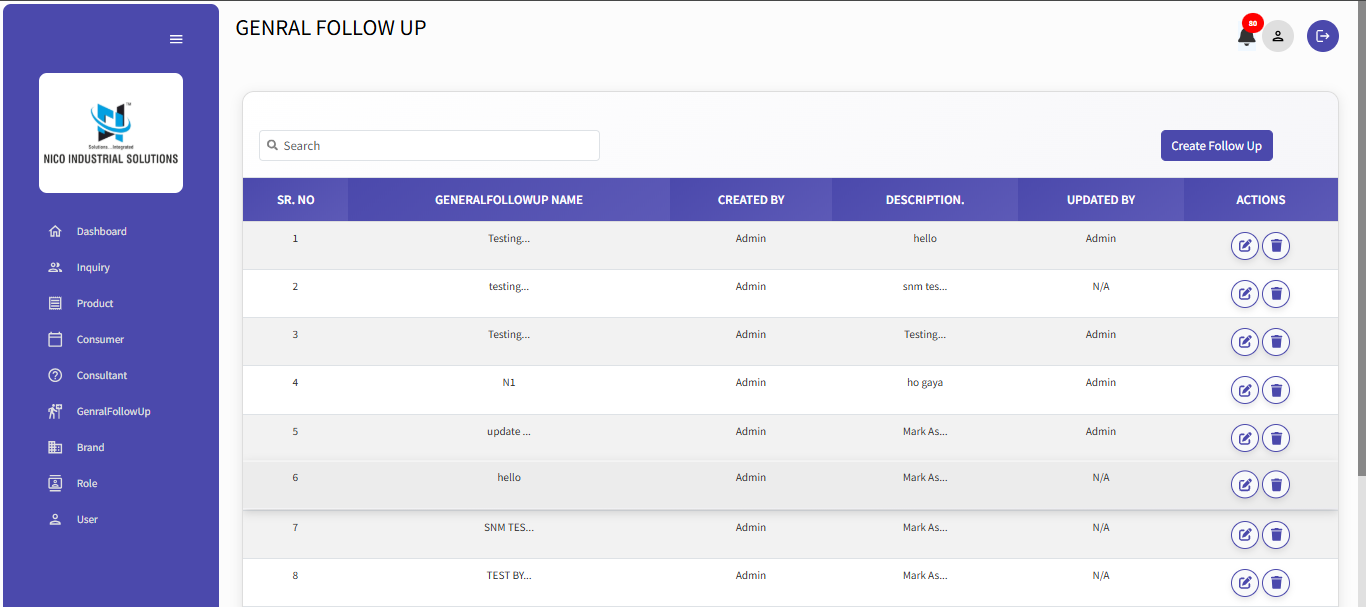 GENRAL FOLLOW UP
80
Solutions... Integrated
NICO INDUSTRIAL SOLUTIONS
Dashboard
Inquiry
Product
Consumer
Consultant
GenralFollowUp
Brand
Role
User
Search
Create Follow Up
SR. NO GENERALFOLLOWUP NAME CREATED BY DESCRIPTION. UPDATED BY ACTIONS
1 Testing... Admin hello Admin
2 testing... Admin snm tes... N/A
3 Testing... Admin Testing... Admin
4 N1 Admin ho gaya Admin
5 update ... Admin Mark As... Admin
6 hello Admin Mark As... N/A
7 SNM TES... Admin Mark As... N/A
8 TEST BY... Admin Mark As... N/A